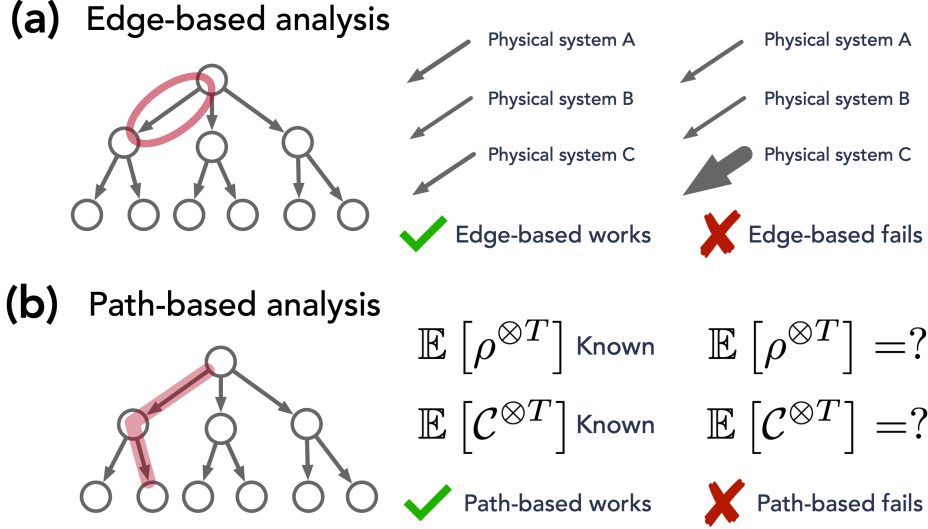 (a) Edge-based analysis
Physical system A
Physical system B
Physical system C
Edge-based works
Physical system A
Physical system B
Physical system C
Edge-based fails
(b) Path-based analysis
𝔼 [ρ^{⊗T}] Known
𝔼 [𝒞^{⊗T}] Known
Path-based works
𝔼 [ρ^{⊗T}] =?
𝔼 [𝒞^{⊗T}] =?
Path-based fails